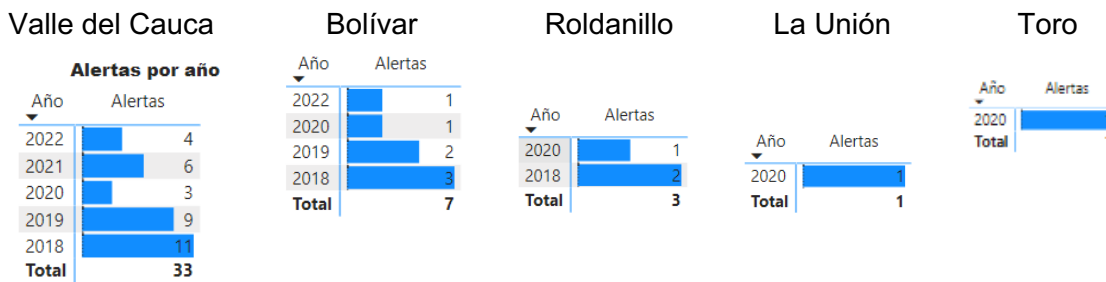 Valle del Cauca
Alertas por año
Año Alertas
2022 4
2021 6
2020 3
2019 9
2018 11
Total 33
Bolívar
Año Alertas
2022 1
2020 1
2019 2
2018 3
Total 7
Roldanillo
Año Alertas
2020 1
2018 2
Total 3
La Unión
Año Alertas
2020 1
Total 1
Toro
Año Alertas
2020
Total